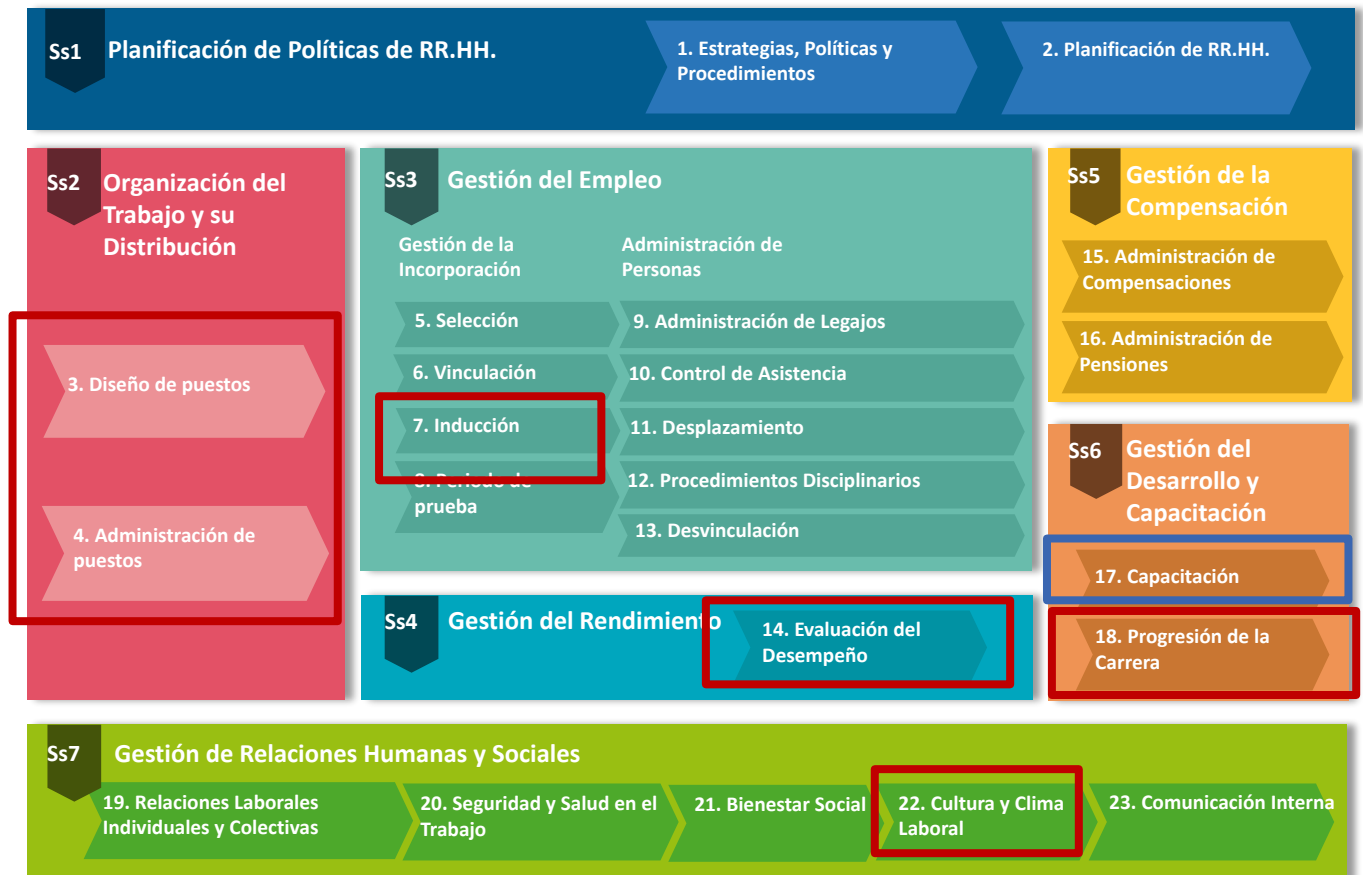 Ss1
Planificación de Políticas de RR.HH.
1. Estrategias, Políticas y
Procedimientos
2. Planificación de RR.HH.
Ss2
Organización del
Trabajo y su
Distribución
3. Diseño de puestos
4. Administración de
puestos
Ss3
Gestión del Empleo
Gestión de la
Incorporación
5. Selección
6. Vinculación
7. Inducción
8. Periodo de
prueba
Administración de
Personas
9. Administración de Legajos
10. Control de Asistencia
11. Desplazamiento
12. Procedimientos Disciplinarios
13. Desvinculación
Ss4
Gestión del Rendimiento
14. Evaluación del
Desempeño
Ss5
Gestión de la
Compensación
15. Administración de
Compensaciones
16. Administración de
Pensiones
Ss6
Gestión del
Desarrollo y
Capacitación
17. Capacitación
18. Progresión de la
Carrera
Ss7
Gestión de Relaciones Humanas y Sociales
19. Relaciones Laborales
Individuales y Colectivas
20. Seguridad y Salud en el
Trabajo
21. Bienestar Social
22. Cultura y Clima
Laboral
23. Comunicación Interna